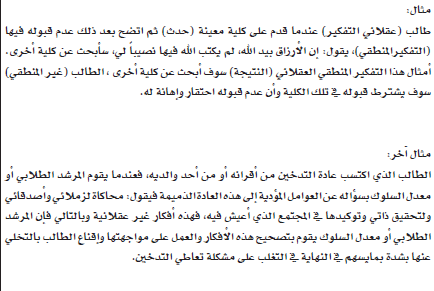 مثال:
طالب (عقلاني التفكير) عندما قدم على كلية معينة (حدث) ثم اتضح بعد ذلك عدم قبوله فيها
(التفكيرالمنطقي)، يقول: إن الأرزاق بيد الله، لم يكتب الله فيها نصيباً لي، سأبحث عن كلية أخرى.
أمثال هذا التفكير المنطقي العقلاني (النتيجة) سوف أبحث عن كلية أخرى ، الطالب (غير المنطقي)
سوف يشترط قبوله في تلك الكلية وأن عدم قبوله احتقار وإهانة له.
مثال آخر:
الطالب الذي اكتسب عادة التدخين من أقرانه أو من أحد والديه، فعندما يقوم المرشد الطلابي أو
معدل السلوك بسؤاله عن العوامل المؤدية إلى هذه العادة الذميمة فيقول: محاكاة لزملائي وأصدقائي
ولتحقيق ذاتي وتوكيدها في المجتمع الذي أعيش فيه، فهذه أفكار غير عقلانية وبالتالي فإن المرشد
الطلابي أو معدل السلوك يقوم بتصحيح هذه الأفكار والعمل على مواجهتها وإقناع الطالب بالتخلي
عنها بشدة بمايسهم في النهاية في التغلب على مشكلة تعاطي التدخين.